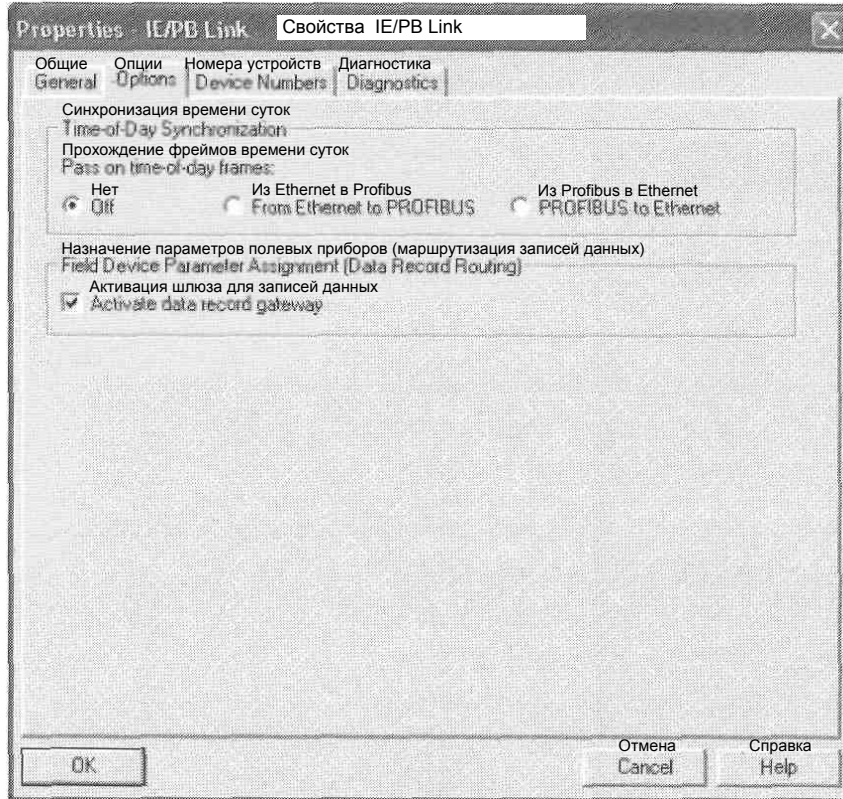 Properties - IE/PB Link Свойства IE/PB Link
Общие Опции Номера устройств Диагностика
General Options Device Numbers Diagnostics
Синхронизация времени суток
Time-of-Day Synchronization
Прохождение фреймов времени суток
Pass on time-of-day frames:
Нет Из Ethernet в Profibus Из Profibus в Ethernet
Off From Ethernet to PROFIBUS PROFIBUS to Ethernet
Назначение параметров полевых приборов (маршрутизация записей данных)
Field Device Parameter Assignment (Data Record Routing)
Активация шлюза для записей данных
Activate data record gateway
Отмена Справка
OK Cancel Help